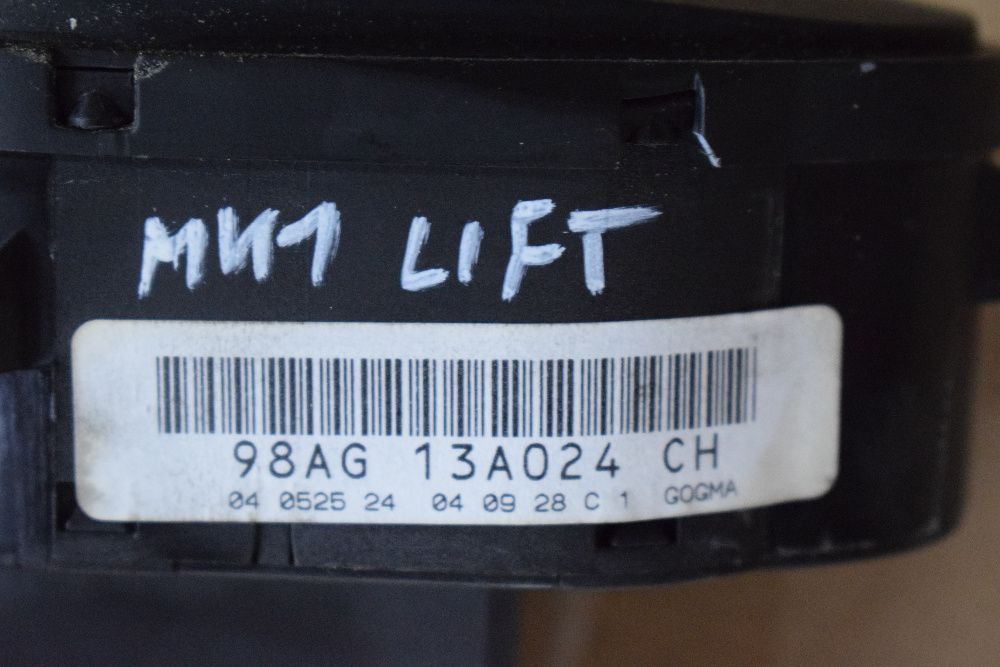 MK1 LIFT
98AG 13A024 CH
04 0525 24 04 09 28 C 1 GOGMA